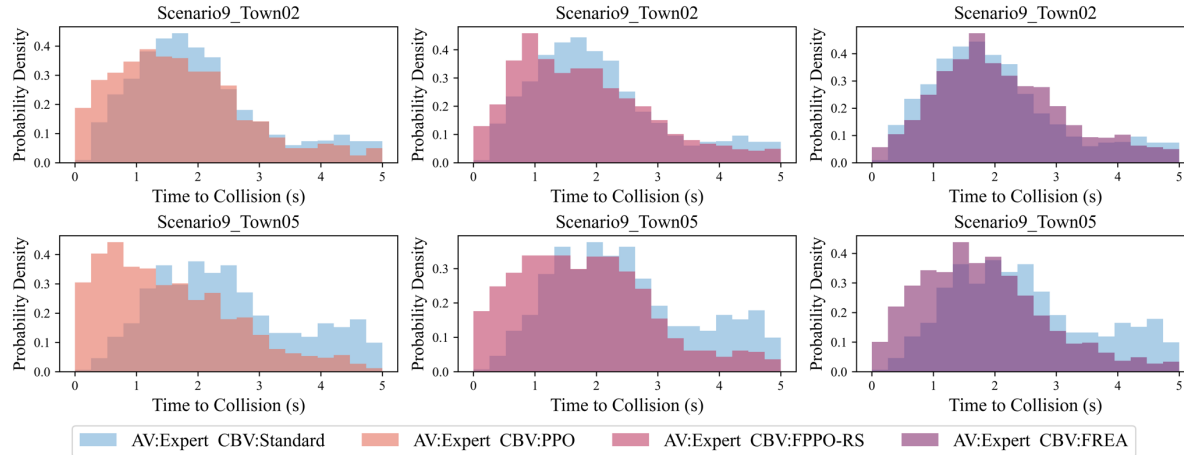 Scenario9_Town02
Probability Density
0.4
0.3
0.2
0.1
0.0
0 1 2 3 4 5
Time to Collision (s)
Scenario9_Town02
Probability Density
0.4
0.3
0.2
0.1
0.0
0 1 2 3 4 5
Time to Collision (s)
Scenario9_Town02
Probability Density
0.4
0.3
0.2
0.1
0.0
0 1 2 3 4 5
Time to Collision (s)
Scenario9_Town05
Probability Density
0.4
0.3
0.2
0.1
0.0
0 1 2 3 4 5
Time to Collision (s)
Scenario9_Town05
Probability Density
0.3
0.2
0.1
0.0
0 1 2 3 4 5
Time to Collision (s)
Scenario9_Town05
Probability Density
0.4
0.3
0.2
0.1
0.0
0 1 2 3 4 5
Time to Collision (s)
AV:Expert CBV:Standard
AV:Expert CBV:PPO
AV:Expert CBV:FPPO-RS
AV:Expert CBV:FREA